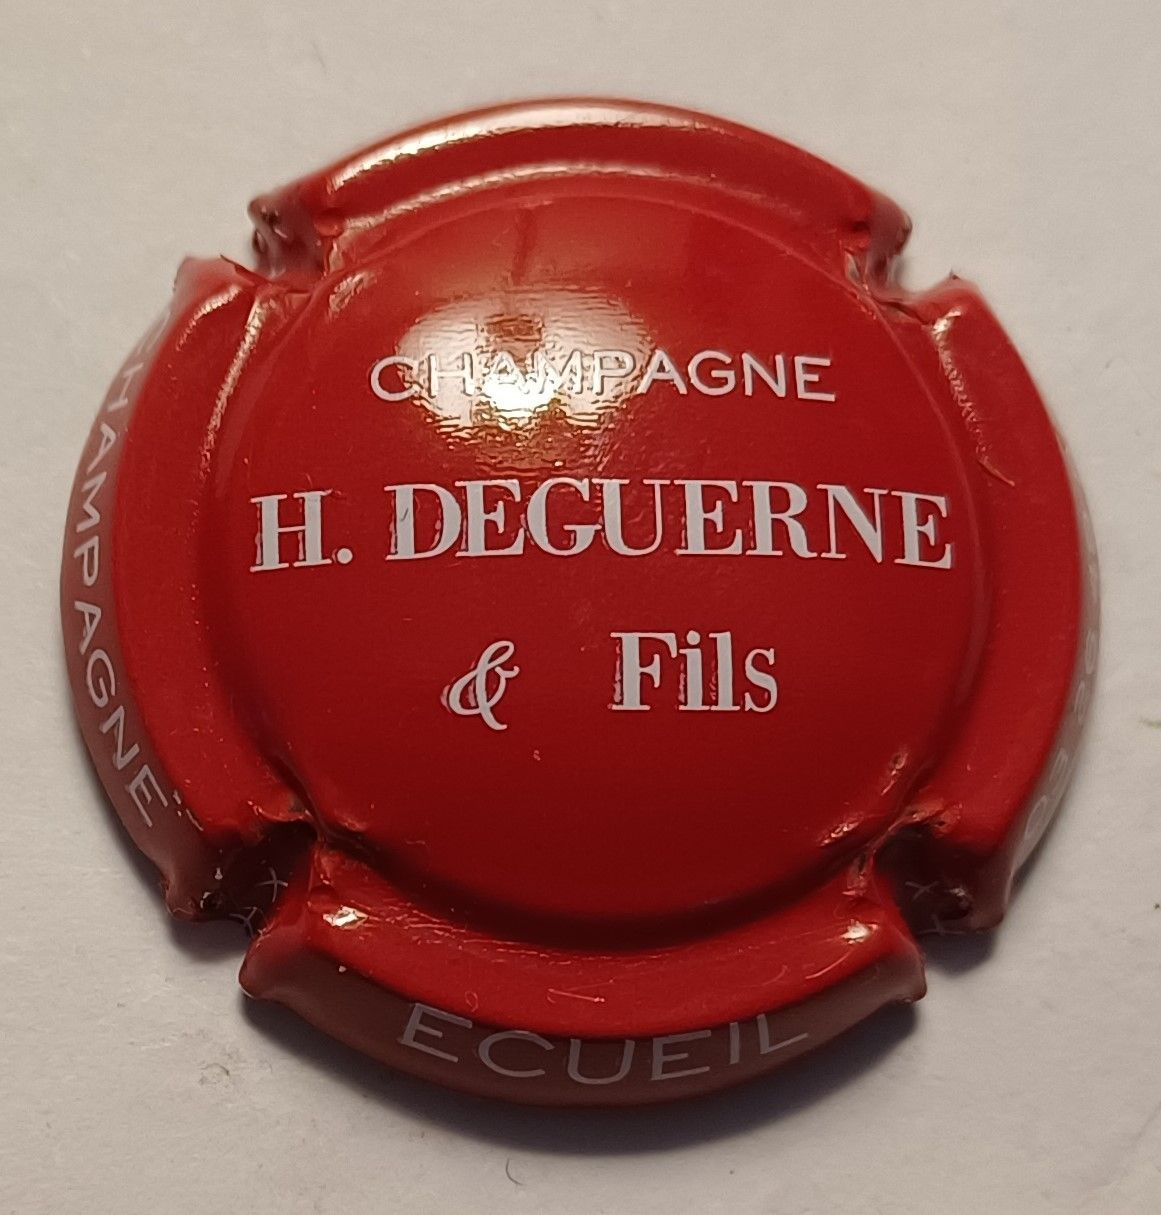 CHAMPAGNE
H. DEGUERNE
& Fils
CHAMPAGNE
ECUEIL